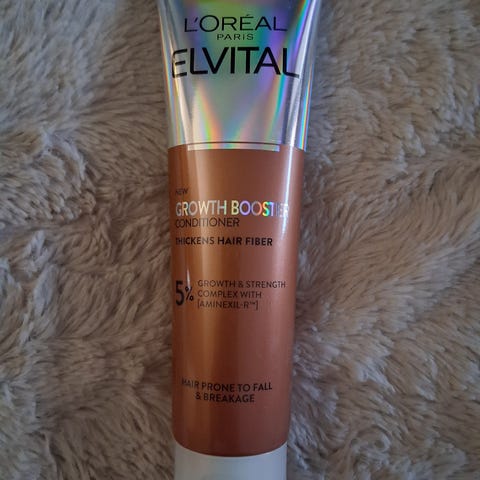 L'ORÉAL
PARIS
ELVITAL
NEW
GROWTH BOOSTER
CONDITIONER
THICKENS HAIR FIBER
5% GROWTH & STRENGTH
COMPLEX WITH
[AMINEXIL-R™]
HAIR PRONE TO FALL
& BREAKAGE